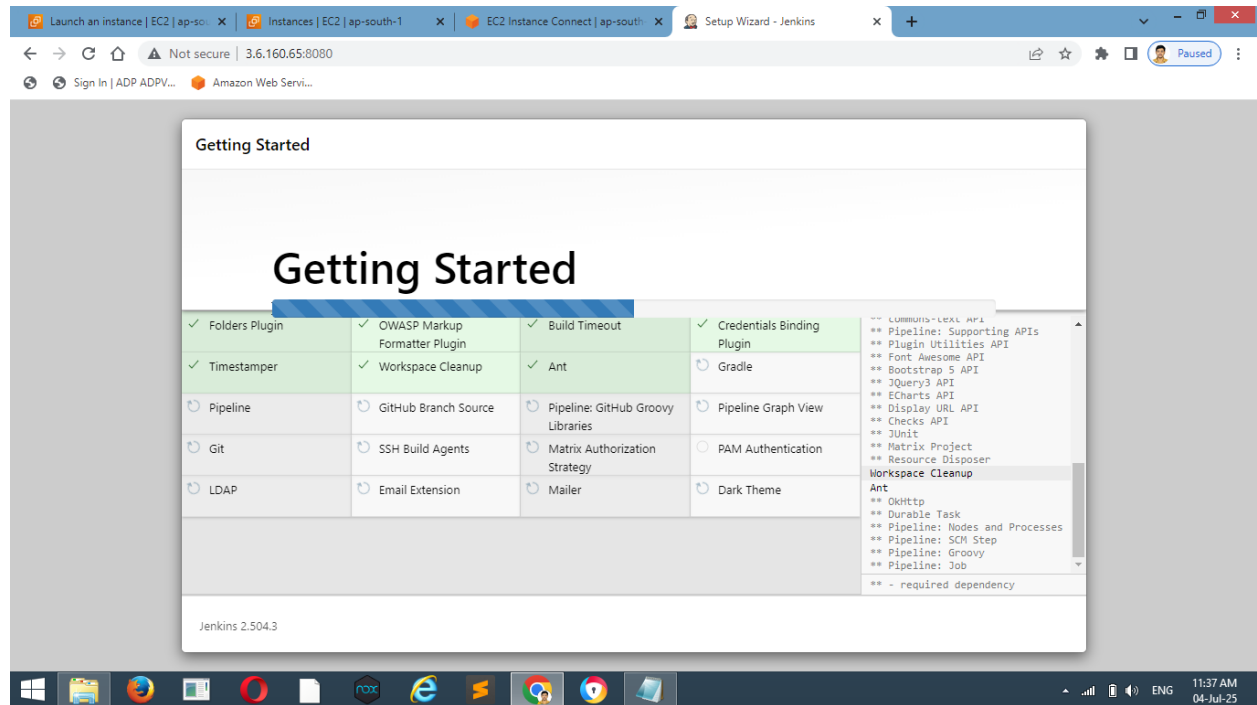 Launch an instance | EC2 | ap-sou
Instances | EC2 | ap-south-1
EC2 Instance Connect | ap-south-
Setup Wizard - Jenkins
Not secure | 3.6.160.65:8080
Paused
Sign In | ADP ADPV...
Amazon Web Servi...
Getting Started
Getting Started
Folders Plugin
OWASP Markup
Formatter Plugin
Build Timeout
Credentials Binding
Plugin
Timestamper
Workspace Cleanup
Ant
Gradle
Pipeline
GitHub Branch Source
Pipeline: GitHub Groovy
Libraries
Pipeline Graph View
Git
SSH Build Agents
Matrix Authorization
Strategy
PAM Authentication
LDAP
Email Extension
Mailer
Dark Theme
** Commons-text API
** Pipeline: Supporting APIs
** Plugin Utilities API
** Font Awesome API
** Bootstrap 5 API
** JQuery3 API
** ECharts API
** Display URL API
** Checks API
** JUnit
** Matrix Project
** Resource Disposer
Workspace Cleanup
Ant
** OkHttp
** Durable Task
** Pipeline: Nodes and Processes
** Pipeline: SCM Step
** Pipeline: Groovy
** Pipeline: Job
** - required dependency
Jenkins 2.504.3
nox
ENG
11:37 AM
04-Jul-25